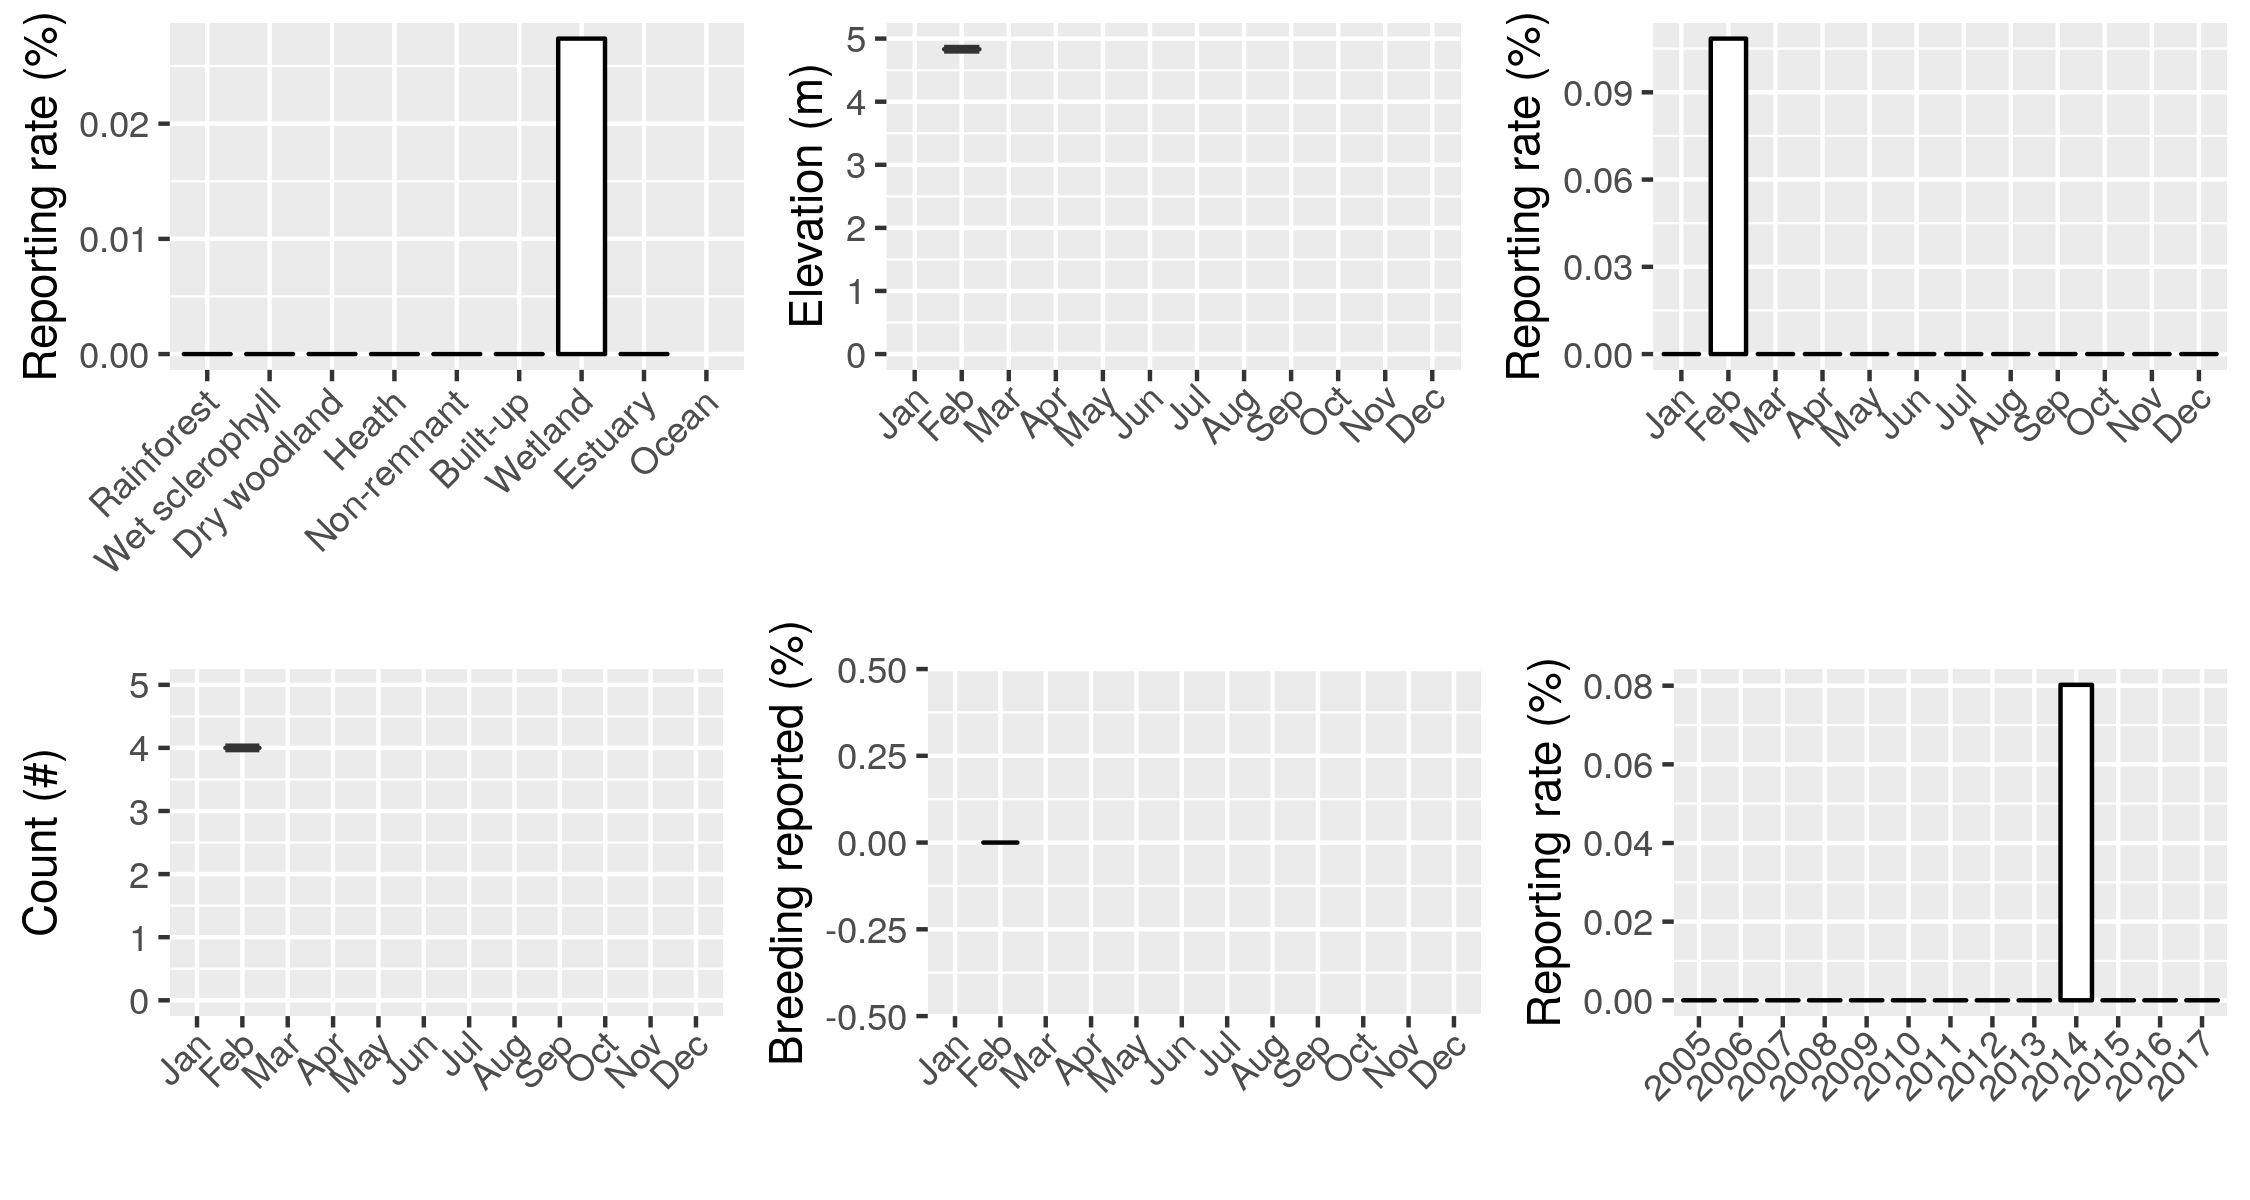 Reporting rate (%)
0.02
0.01
0.00
Rainforest
Wet sclerophyll
Dry woodland
Heath
Non-remnant
Built-up
Wetland
Estuary
Ocean
Elevation (m)
5
4
3
2
1
0
Jan
Feb
Mar
Apr
May
Jun
Jul
Aug
Sep
Oct
Nov
Dec
Reporting rate (%)
0.09
0.06
0.03
0.00
Jan
Feb
Mar
Apr
May
Jun
Jul
Aug
Sep
Oct
Nov
Dec
Count (#)
5
4
3
2
1
0
Jan
Feb
Mar
Apr
May
Jun
Jul
Aug
Sep
Oct
Nov
Dec
Breeding reported (%)
0.50
0.25
0.00
-0.25
-0.50
Jan
Feb
Mar
Apr
May
Jun
Jul
Aug
Sep
Oct
Nov
Dec
Reporting rate (%)
0.08
0.06
0.04
0.02
0.00
2005
2006
2007
2008
2009
2010
2011
2012
2013
2014
2015
2016
2017